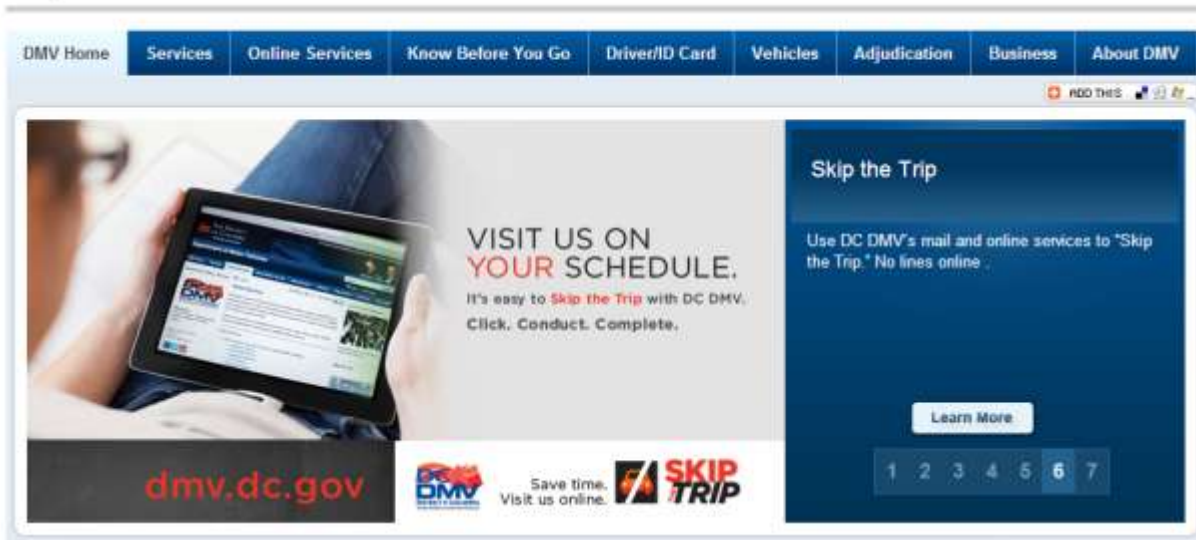 DMV Home Services Online Services Know Before You Go Driver/ID Card Vehicles Adjudication Business About DMV
ADD THIS
VISIT US ON
YOUR SCHEDULE.
It's easy to Skip the Trip with DC DMV.
Click. Conduct. Complete.
dmv.dc.gov
DMV
Save time.
Visit us online.
SKIP
THE TRIP
Skip the Trip
Use DC DMV's mail and online services to "Skip
the Trip." No lines online .
Learn More
1 2 3 4 5 6 7